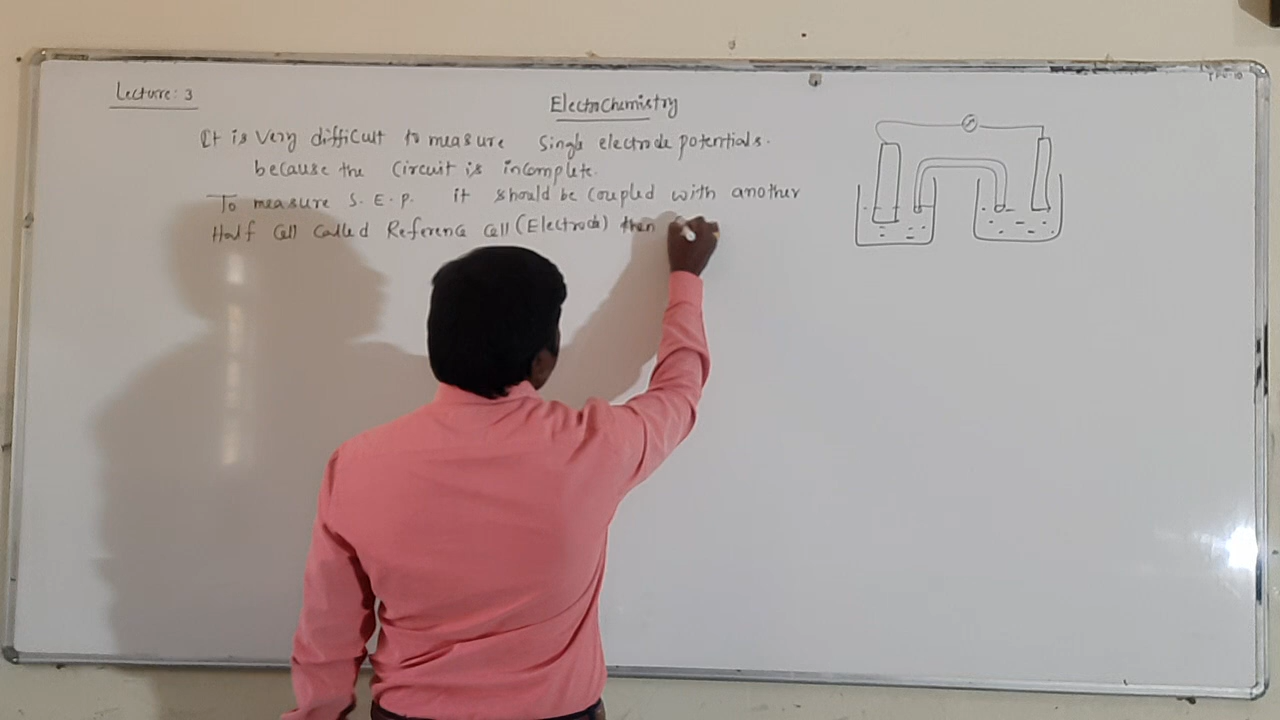 Lecture: 3
ElectroChemistry
It is very difficult to measure Single electrode potentials.
because the Circuit is incomplete.
To measure S.E.P. it should be coupled with another
Half Cell Called Reference Cell (Electrode) then